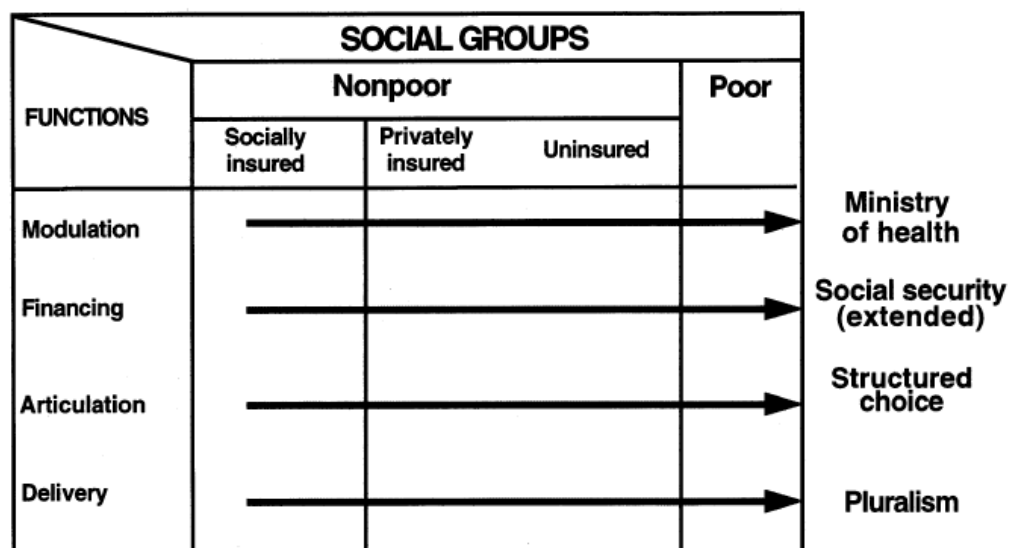 SOCIAL GROUPS
Nonpoor
Poor
FUNCTIONS
Socially
insured
Privately
insured
Uninsured
Modulation
Ministry
of health
Financing
Social security
(extended)
Articulation
Structured
choice
Delivery
Pluralism